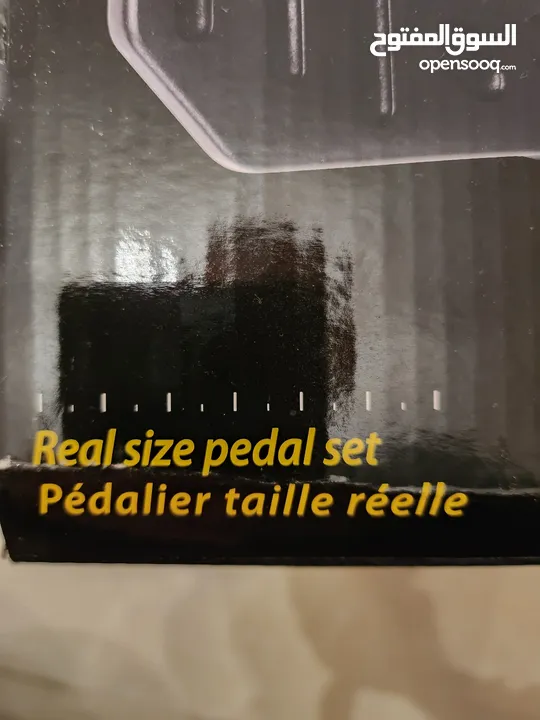 السوق المفتوح
opensooq.com
Real size pedal set
Pédalier taille réelle